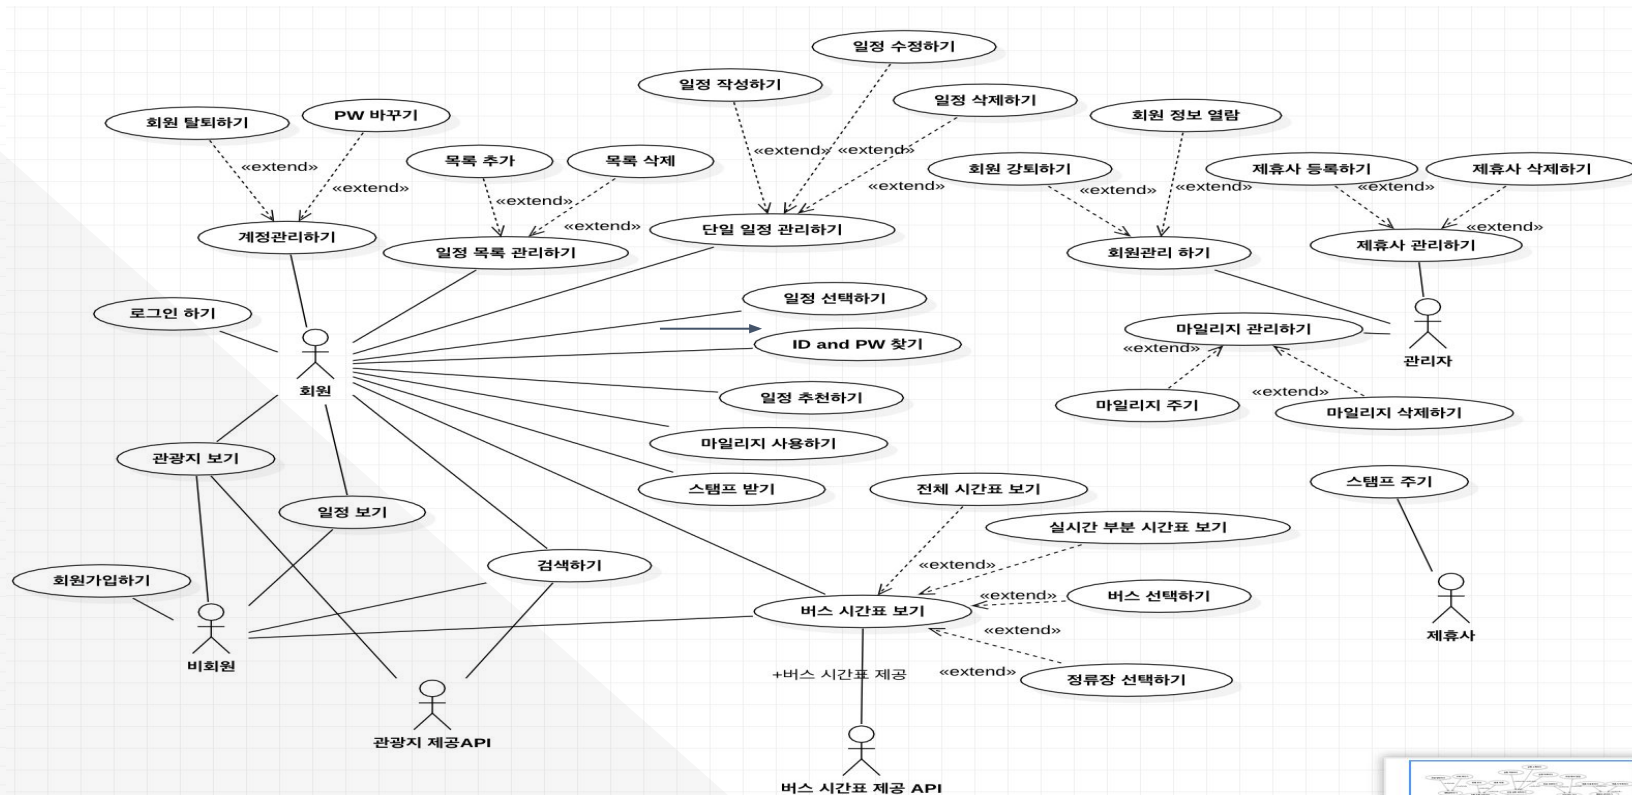 일정 수정하기
일정 작성하기
일정 삭제하기
회원 탈퇴하기
PW 바꾸기
회원 정보 열람
목록 추가
목록 삭제
회원 강퇴하기
제휴사 등록하기
제휴사 삭제하기
«extend»
«extend»
«extend»
«extend»
«extend»
«extend»
«extend»
«extend»
«extend»
«extend»
«extend»
«extend»
계정관리하기
일정 목록 관리하기
단일 일정 관리하기
회원관리 하기
제휴사 관리하기
로그인 하기
일정 선택하기
마일리지 관리하기
ID and PW 찾기
«extend»
관리자
회원
일정 추천하기
«extend»
마일리지 주기
마일리지 삭제하기
마일리지 사용하기
관광지 보기
스탬프 받기
전체 시간표 보기
스탬프 주기
일정 보기
실시간 부분 시간표 보기
검색하기
«extend»
회원가입하기
«extend»
버스 선택하기
버스 시간표 보기
«extend»
제휴사
비회원
+버스 시간표 제공
«extend»
정류장 선택하기
관광지 제공API
버스 시간표 제공 API